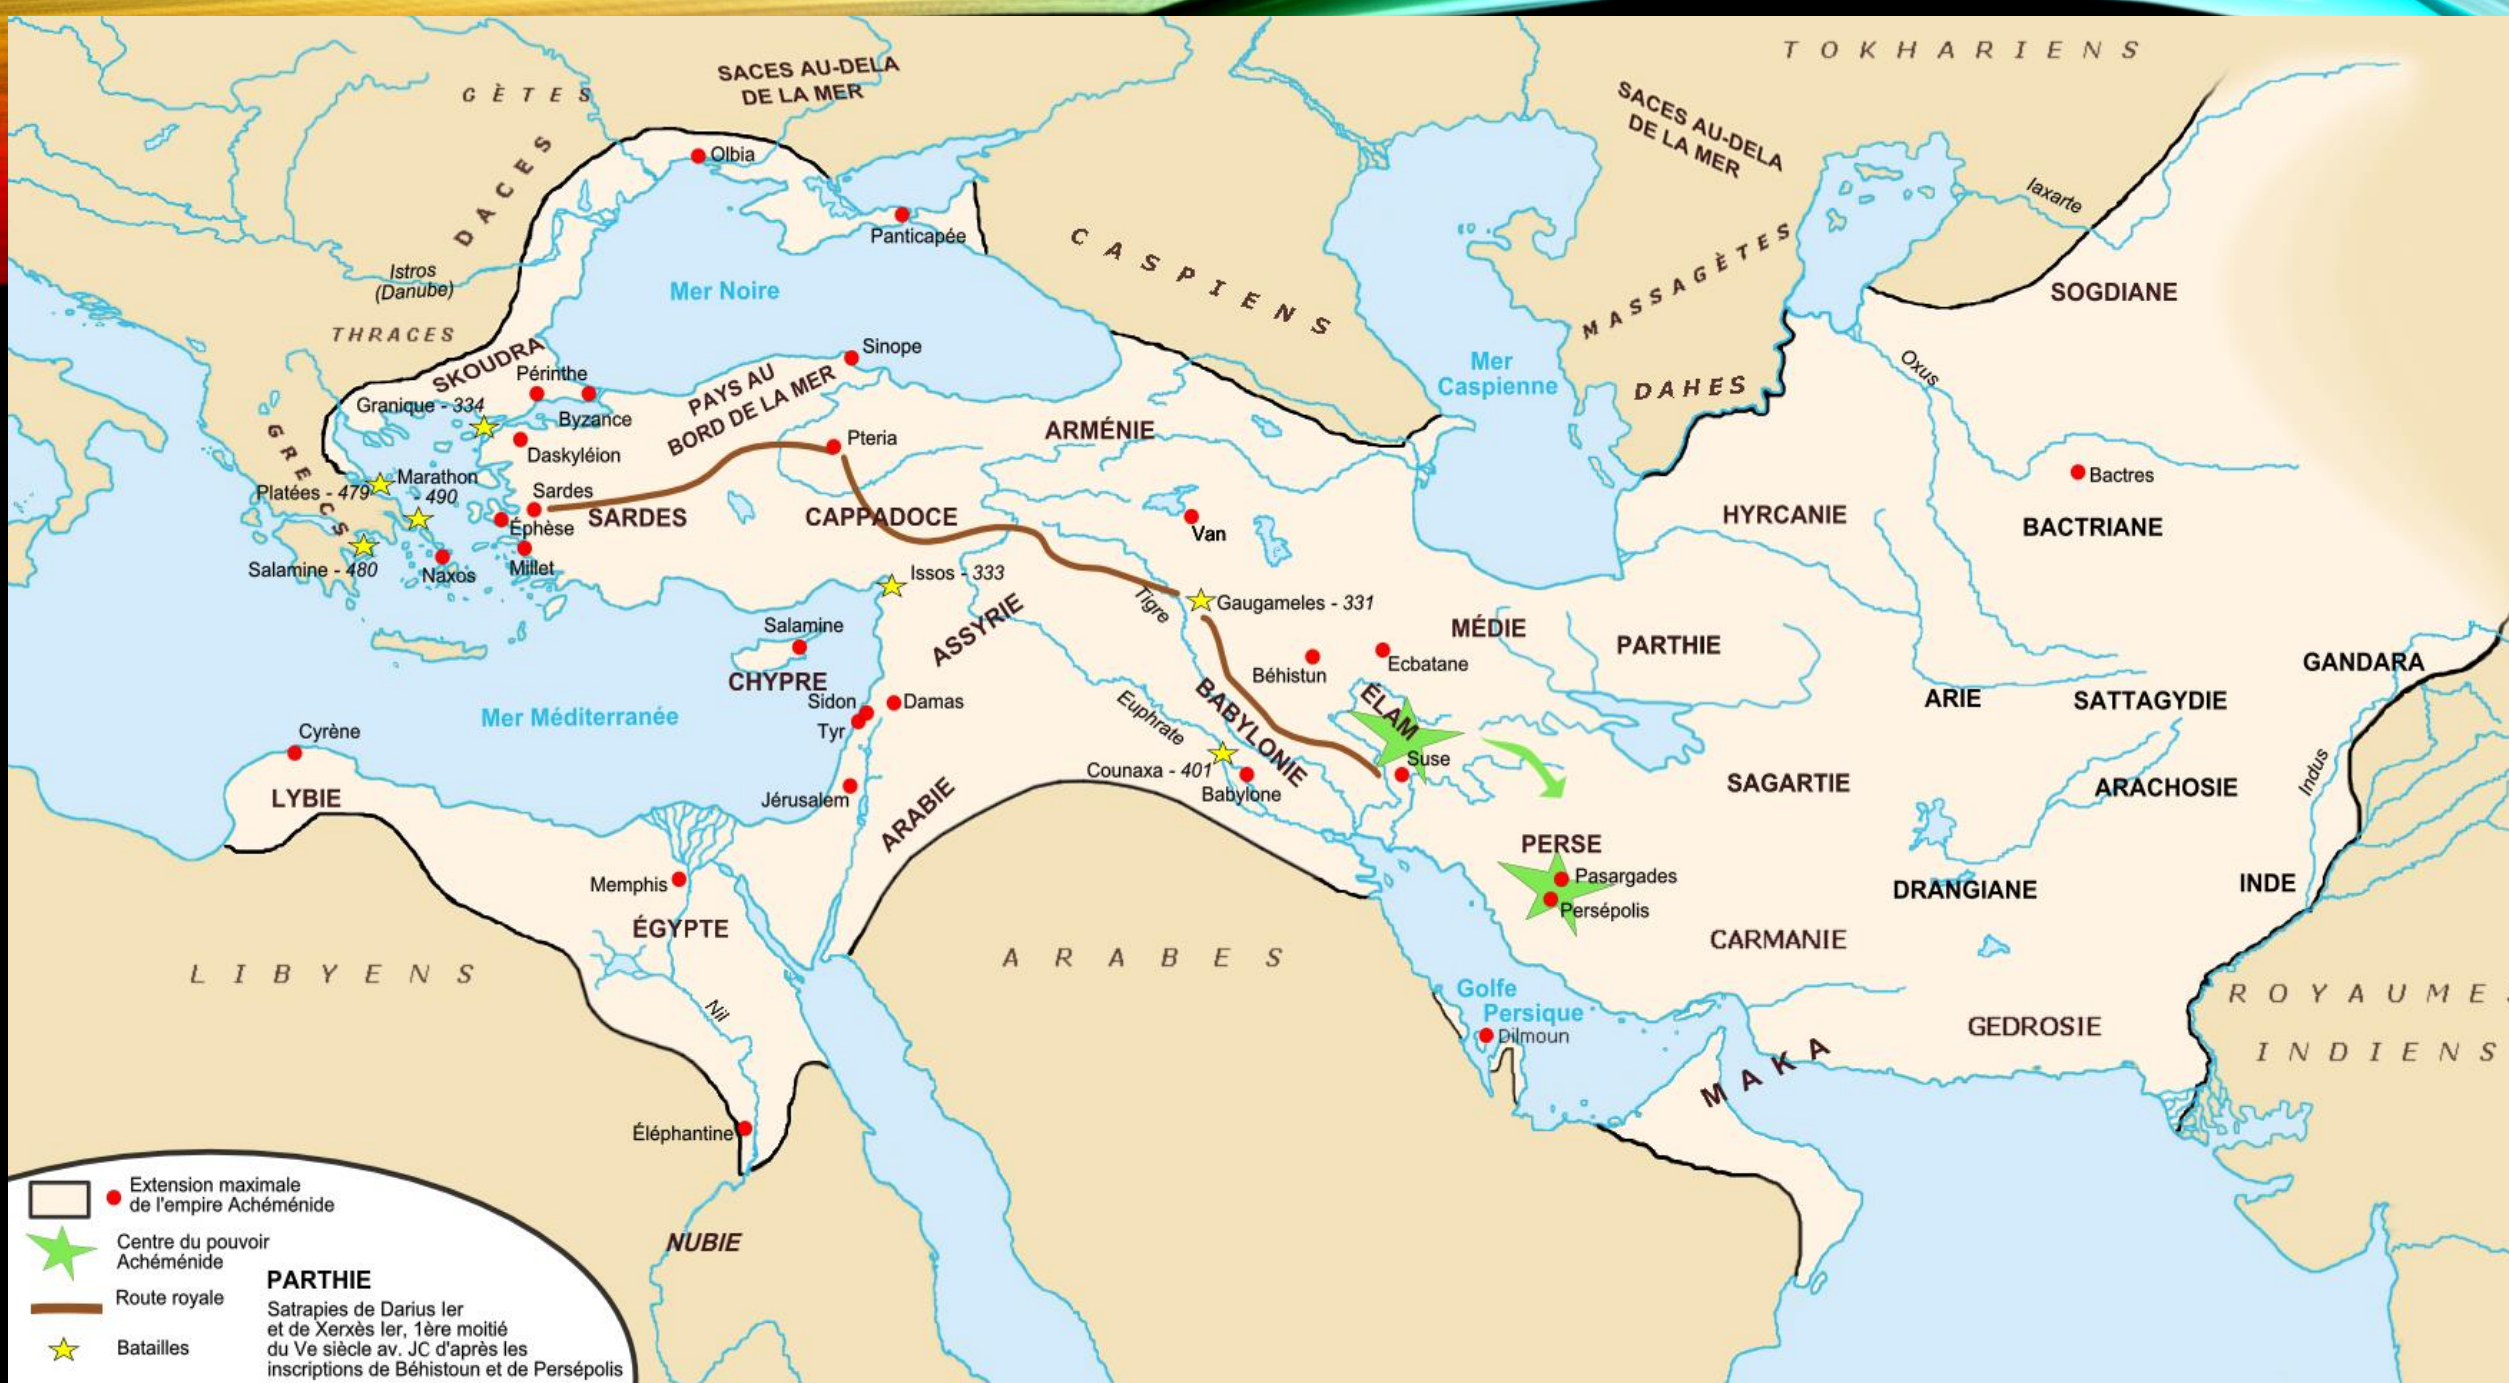 TOKHARIENS
SACES AU-DELA
DE LA MER
GÈTES
SACES AU-DELA
DE LA MER
DACES
Olbia
Iaxarte
Panticapée
CASPIENS
MASSAGÈTES
Istros
(Danube)
Mer Noire
SOGDIANE
THRACES
SKOUDRA
Sinope
Mer
Caspienne
Oxus
Périnthe
PAYS AU
BORD DE LA MER
DAHES
Granique - 334
Byzance
GRECS
Daskyléion
Pteria
ARMÉNIE
Marathon
- 490
Platées - 479
Bactres
Sardes
SARDES
CAPPADOCE
HYRCANIE
BACTRIANE
Éphèse
Van
Salamine - 480
Naxos
Millet
Issos - 333
Tigre
Gaugameles - 331
ASSYRIE
Salamine
MÉDIE
PARTHIE
Béhistun
Ecbatane
GANDARA
CHYPRE
Sidon
Damas
Tyr
Mer Méditerranée
Euphrate
BABYLONIE
ÉLAM
ARIE
SATTAGYDIE
Cyrène
Suse
Counaxa - 401
Babylone
Indus
SAGARTIE
ARACHOSIE
LYBIE
Jérusalem
ARABIE
PERSE
Memphis
Pasargades
Persépolis
DRANGIANE
INDE
ÉGYPTE
CARMANIE
LIBYENS
ARABES
Nil
Golfe
Persique
Dilmoun
GEDROSIE
ROYAUMES
INDIENS
MAKA
Éléphantine
NUBIE
Extension maximale
de l'empire Achéménide
Centre du pouvoir
Achéménide
Route royale
Batailles
PARTHIE
Satrapies de Darius Ier
et de Xerxès Ier, 1ère moitié
du Ve siècle av. JC d'après les
inscriptions de Béhistoun et de Persépolis